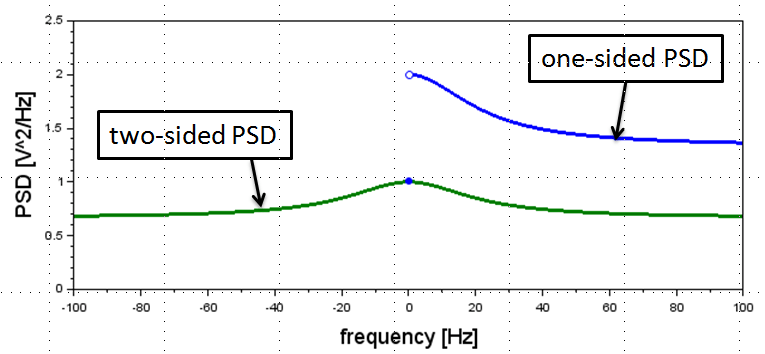 2.5
one-sided PSD
2
two-sided PSD
1.5
PSD [V^2/Hz]
1
0.5
0
-100 -80 -60 -40 -20 0 20 40 60 80 100
frequency [Hz]